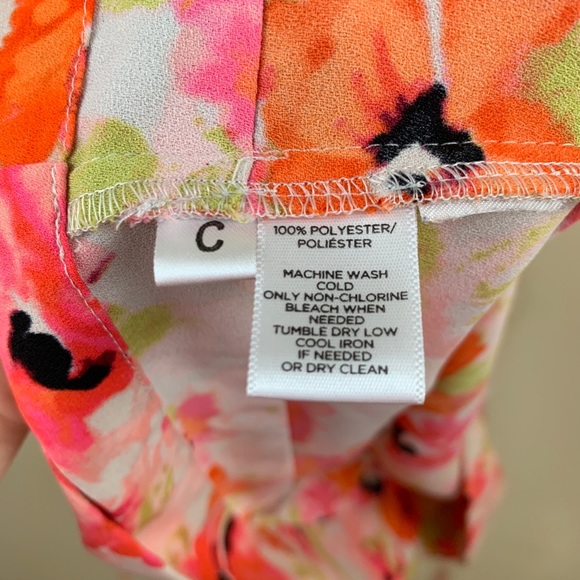 C
100% POLYESTER/
POLIÉSTER
MACHINE WASH
COLD
ONLY NON-CHLORINE
BLEACH WHEN
NEEDED
TUMBLE DRY LOW
COOL IRON
IF NEEDED
OR DRY CLEAN